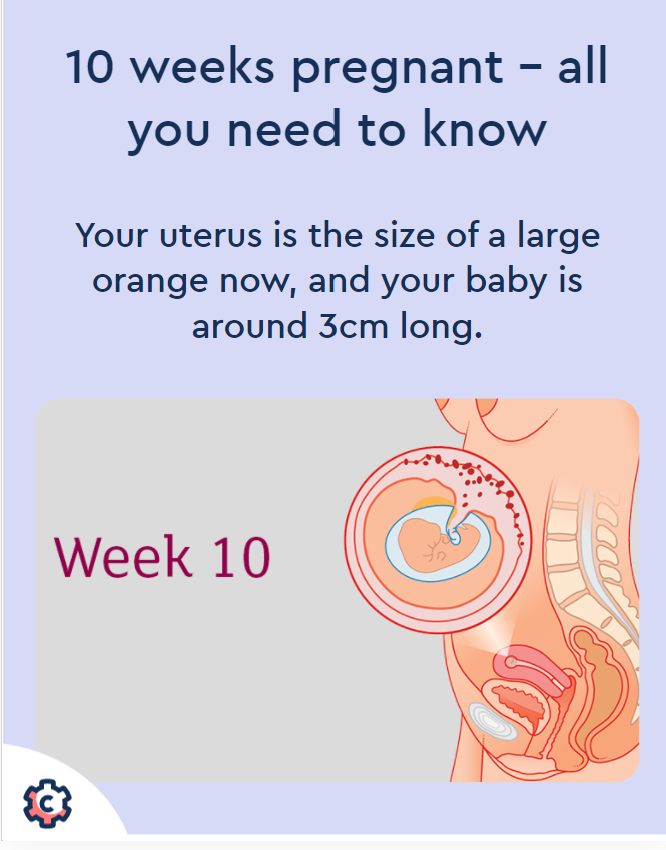 10 weeks pregnant – all
you need to know
Your uterus is the size of a large
orange now, and your baby is
around 3cm long.
Week 10
C